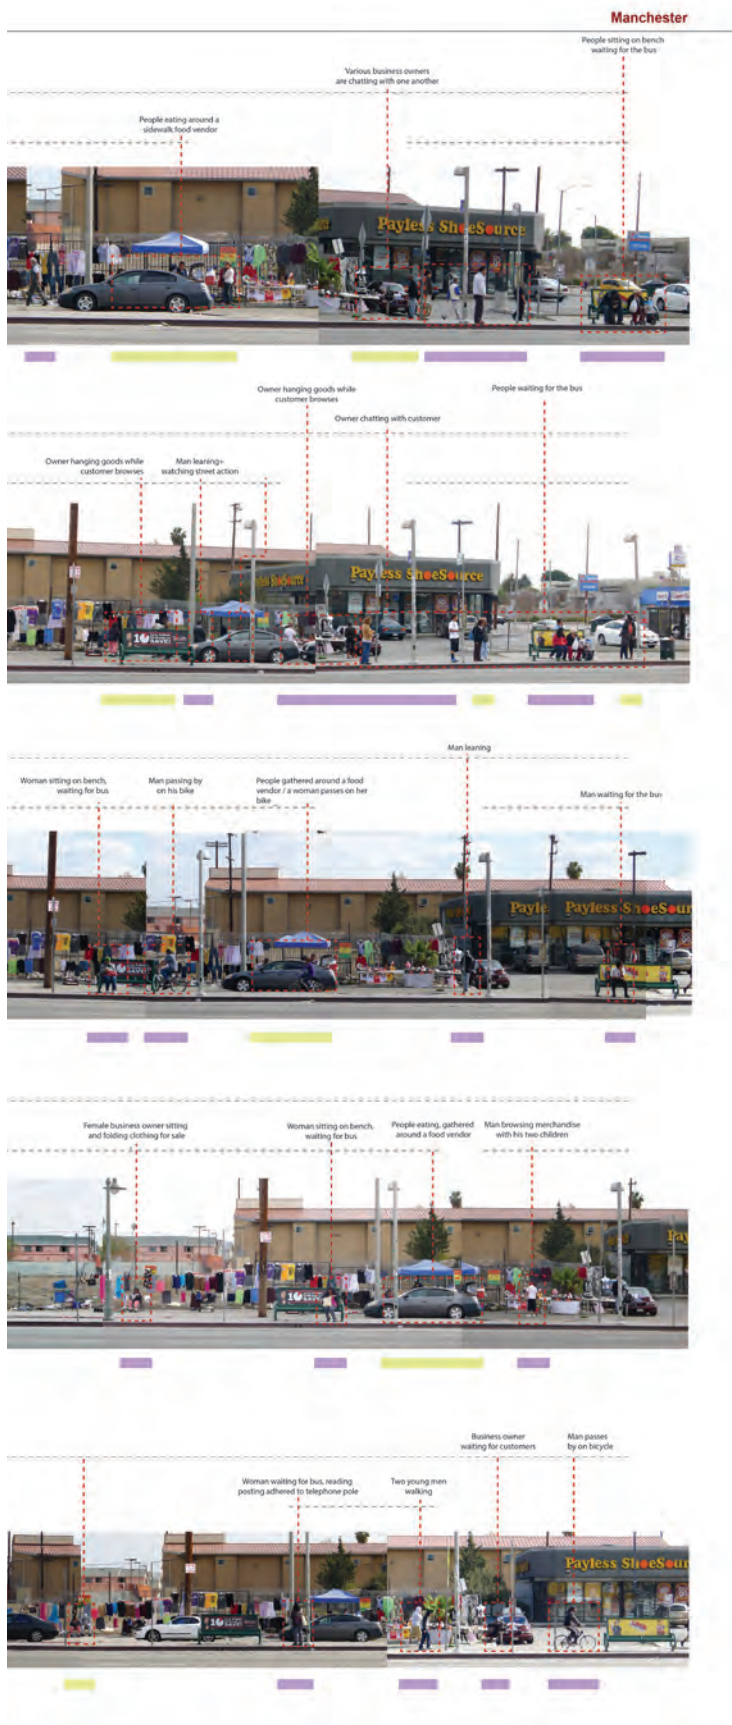 Manchester
People sitting on bench
waiting for the bus
Various business owners
are chatting with one another
People eating around a
sidewalk food vendor
Payless ShoeSource
Owner hanging goods while
customer browses
People waiting for the bus
Owner chatting with customer
Owner hanging goods while
customer browses
Man leaning+
watching street action
Payless ShoeSource
10
Man leaning
Woman sitting on bench,
waiting for bus
Man passing by
on his bike
People gathered around a food
vendor / a woman passes on her
bike
Man waiting for the bus
Payle
Payless ShoeSour
10
Female business owner sitting
and folding clothing for sale
Woman sitting on bench,
waiting for bus
People eating, gathered
around a food vendor
Man browsing merchandise
with his two children
Pay
10
Business owner
waiting for customers
Man passes
by on bicycle
Woman waiting for bus, reading
posting adhered to telephone pole
Two young men
walking
Payless ShoeSour
10